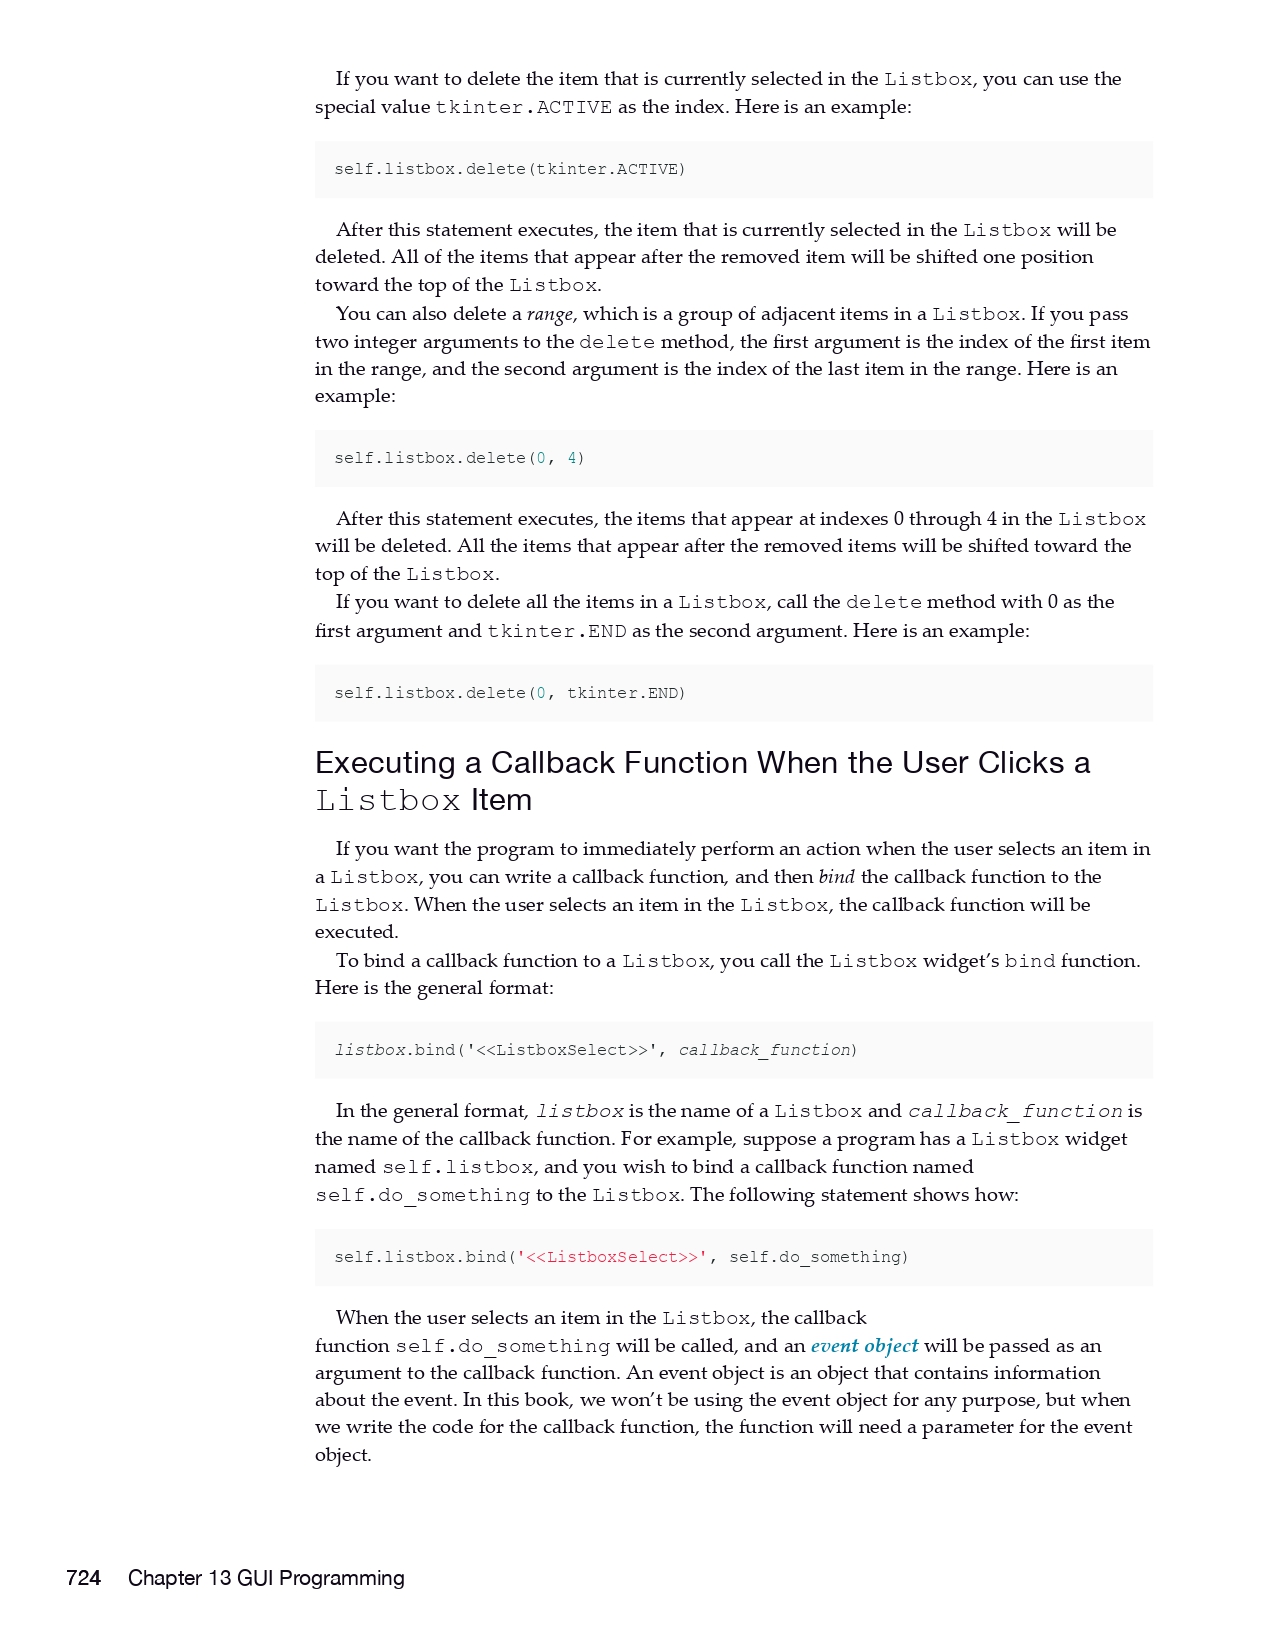 If you want to delete the item that is currently selected in the Listbox, you can use the
special value tkinter.ACTIVE as the index. Here is an example:
self.listbox.delete(tkinter.ACTIVE)
After this statement executes, the item that is currently selected in the Listbox will be
deleted. All of the items that appear after the removed item will be shifted one position
toward the top of the Listbox.
You can also delete a range, which is a group of adjacent items in a Listbox. If you pass
two integer arguments to the delete method, the first argument is the index of the first item
in the range, and the second argument is the index of the last item in the range. Here is an
example:
self.listbox.delete(0, 4)
After this statement executes, the items that appear at indexes 0 through 4 in the Listbox
will be deleted. All the items that appear after the removed items will be shifted toward the
top of the Listbox.
If you want to delete all the items in a Listbox, call the delete method with 0 as the
first argument and tkinter.END as the second argument. Here is an example:
self.listbox.delete(0, tkinter.END)
Executing a Callback Function When the User Clicks a
Listbox Item
If you want the program to immediately perform an action when the user selects an item in
a Listbox, you can write a callback function, and then bind the callback function to the
Listbox. When the user selects an item in the Listbox, the callback function will be
executed.
To bind a callback function to a Listbox, you call the Listbox widget’s bind function.
Here is the general format:
listbox.bind('<<ListboxSelect>>', callback_function)
In the general format, listbox is the name of a Listbox and callback_function is
the name of the callback function. For example, suppose a program has a Listbox widget
named self.listbox, and you wish to bind a callback function named
self.do_something to the Listbox. The following statement shows how:
self.listbox.bind('<<ListboxSelect>>', self.do_something)
When the user selects an item in the Listbox, the callback
function self.do_something will be called, and an event object will be passed as an
argument to the callback function. An event object is an object that contains information
about the event. In this book, we won’t be using the event object for any purpose, but when
we write the code for the callback function, the function will need a parameter for the event
object.
724 Chapter 13 GUI Programming